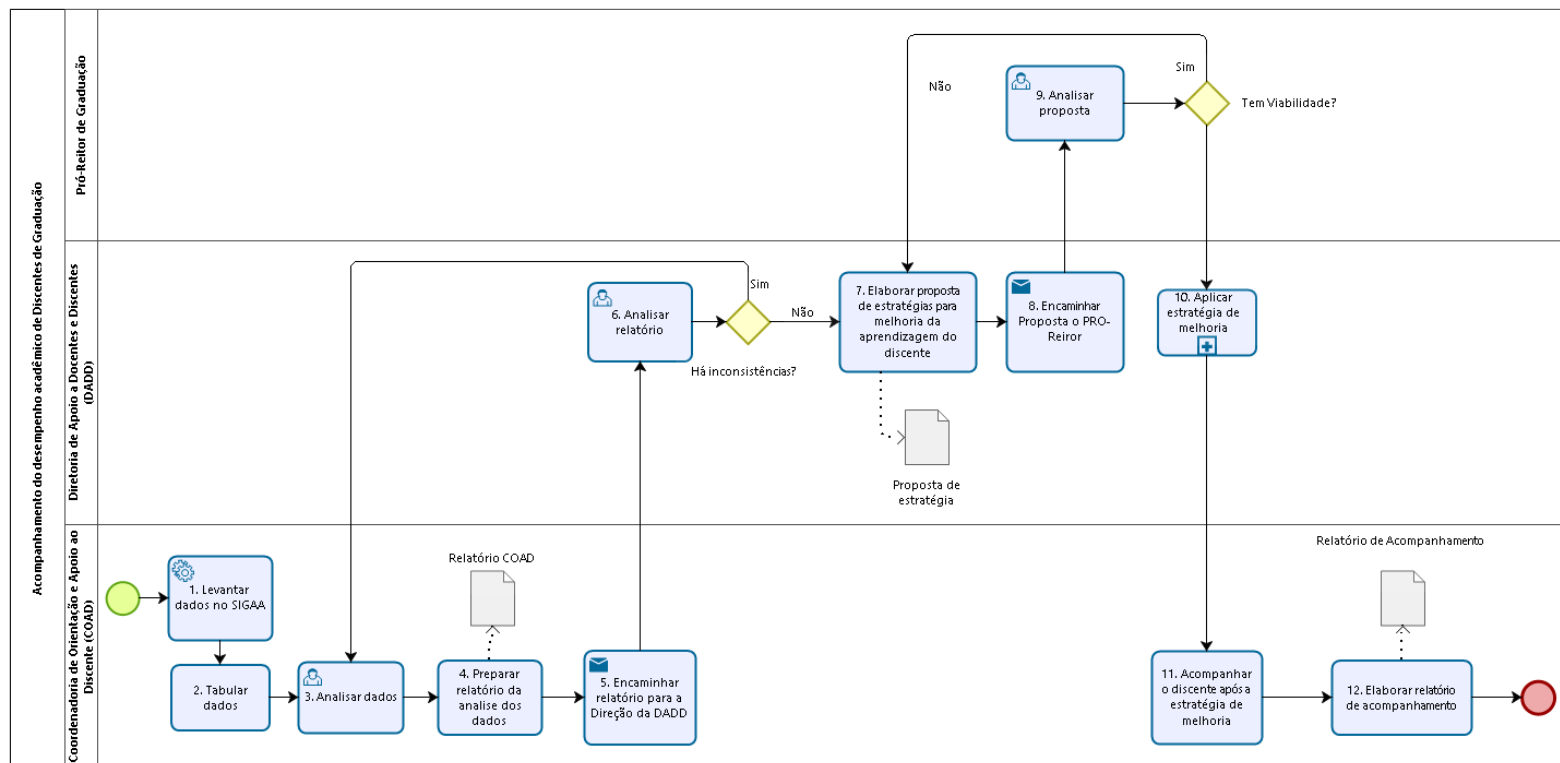 Acompanhamento do desempenho acadêmico de Discentes de Graduação
Pró-Reitor de Graduação
Não
9. Analisar
proposta
Sim
Tem Viabilidade?
Diretoria de Apoio a Docentes e Discentes
(DADD)
6. Analisar
relatório
Sim
Não
Há inconsistências?
7. Elaborar proposta
de estratégias para
melhoria da
aprendizagem do
discente
8. Encaminhar
Proposta o PRO-
Reiror
10. Aplicar
estratégia de
melhoria
Proposta de
estratégia
Coordenadoria de Orientação e Apoio ao
Discente (COAD)
1. Levantar
dados no SIGAA
2. Tabular
dados
3. Analisar dados
Relatório COAD
4. Preparar
relatório da
analise dos
dados
5. Encaminhar
relatório para a
Direção da DADD
11. Acompanhar
o discente após a
estratégia de
melhoria
Relatório de Acompanhamento
12. Elaborar relatório
de acompanhamento